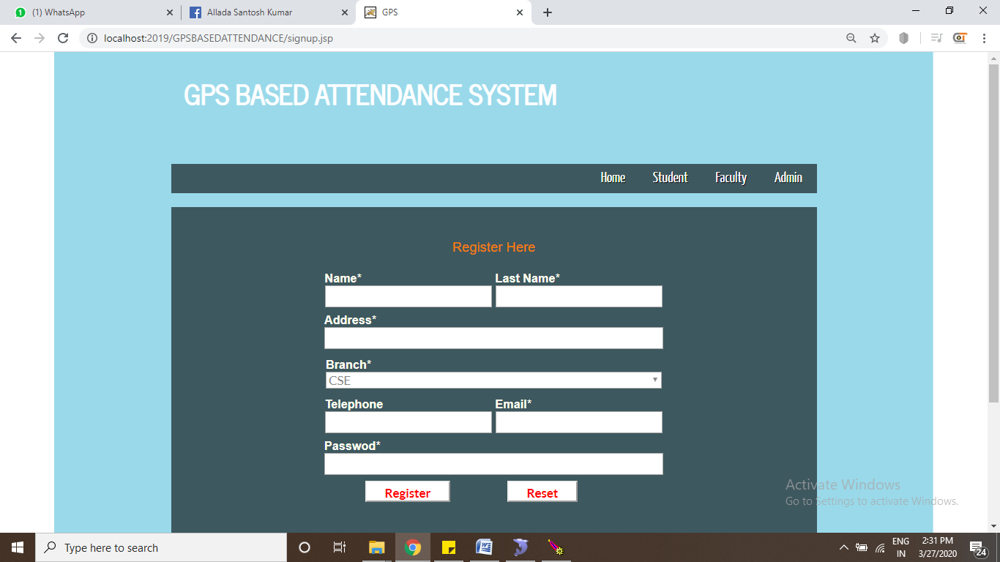 (1) WhatsApp
Allada Santosh Kumar
GPS
localhost:2019/GPSBASEDATTENDANCE/signup.jsp
GPS BASED ATTENDANCE SYSTEM
Home Student Faculty Admin
Register Here
Name* Last Name*
Address*
Branch*
CSE
Telephone Email*
Passwod*
Register Reset
Activate Windows
Go to Settings to activate Windows.
Type here to search
ENG
IN
2:31 PM
3/27/2020
24